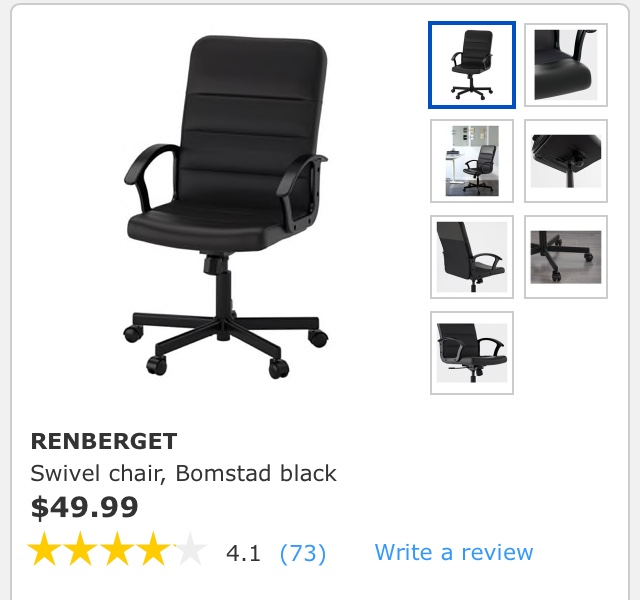 RENBERGET
Swivel chair, Bomstad black
$49.99
4.1 (73) Write a review